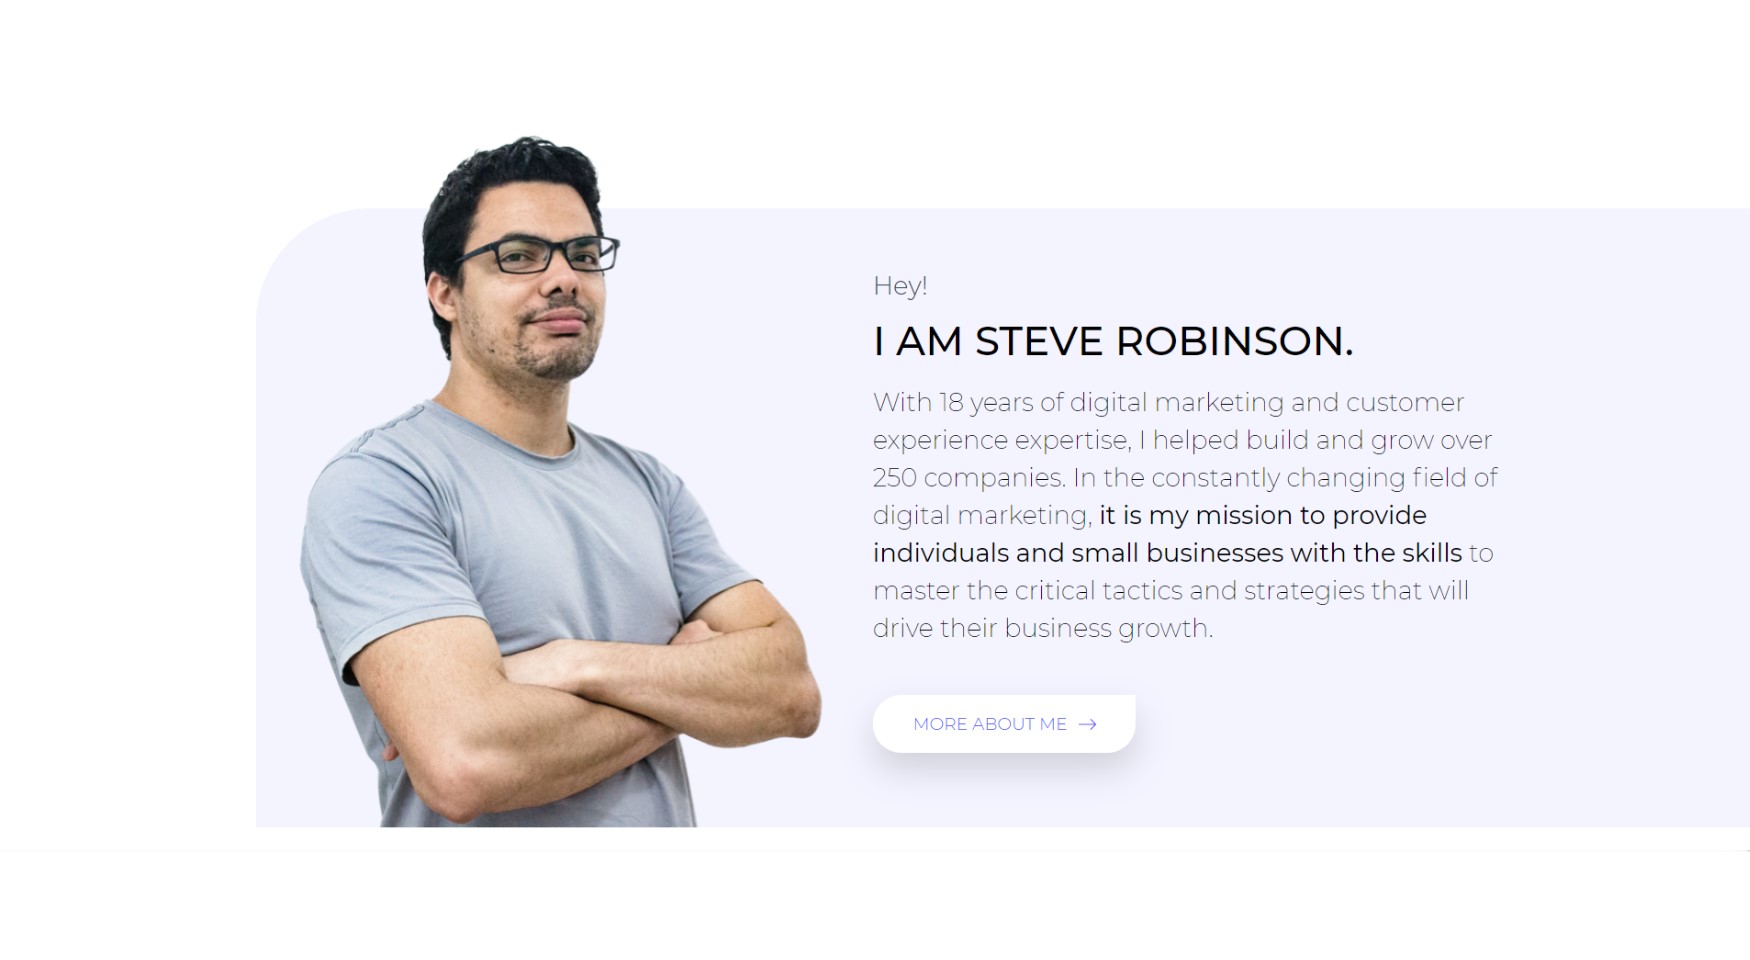 Hey!
I AM STEVE ROBINSON.
With 18 years of digital marketing and customer
experience expertise, I helped build and grow over
250 companies. In the constantly changing field of
digital marketing, it is my mission to provide
individuals and small businesses with the skills to
master the critical tactics and strategies that will
drive their business growth.
MORE ABOUT ME →